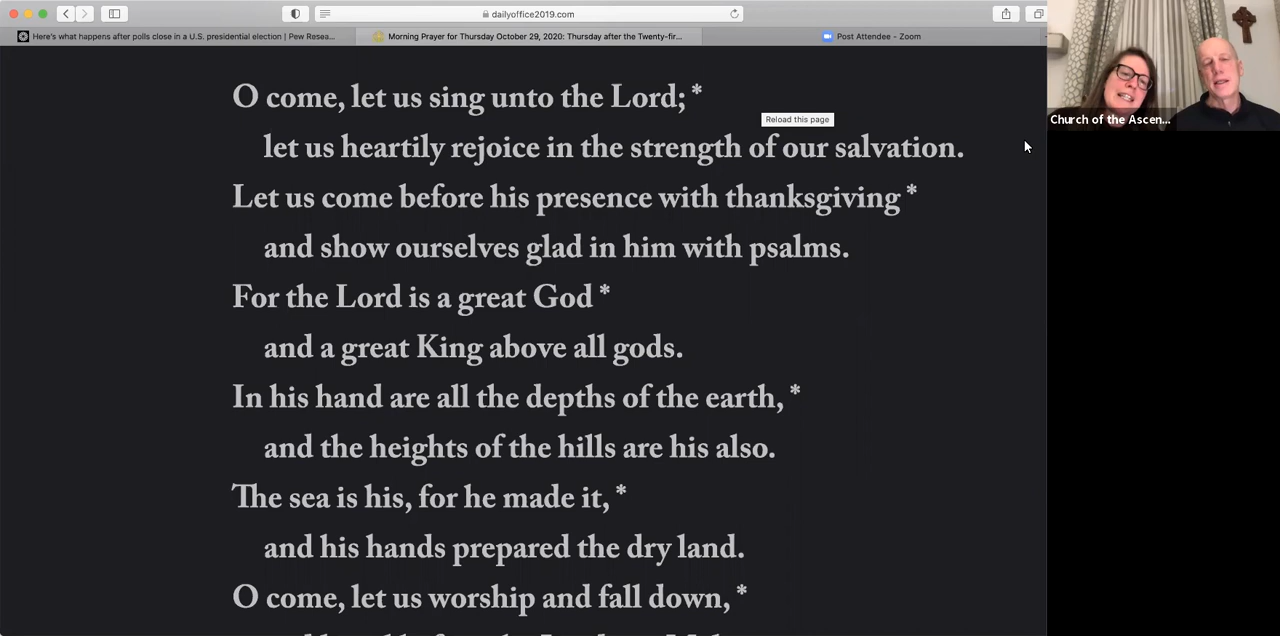 dailyoffice2019.com
Here's what happens after polls close in a U.S. presidential election | Pew Resea...
Morning Prayer for Thursday October 29, 2020: Thursday after the Twenty-fir...
Post Attendee - Zoom
O come, let us sing unto the Lord; *
Reload this page
let us heartily rejoice in the strength of our salvation.
Let us come before his presence with thanksgiving *
and show ourselves glad in him with psalms.
For the Lord is a great God *
and a great King above all gods.
In his hand are all the depths of the earth, *
and the heights of the hills are his also.
The sea is his, for he made it, *
and his hands prepared the dry land.
O come, let us worship and fall down, *
Church of the Ascen...